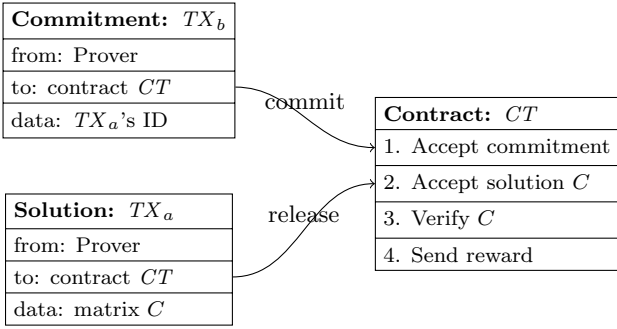 Commitment: TX_b
from: Prover
to: contract CT
data: TX_a's ID
commit
Contract: CT
1. Accept commitment
2. Accept solution C
3. Verify C
4. Send reward
Solution: TX_a
from: Prover
to: contract CT
data: matrix C
release